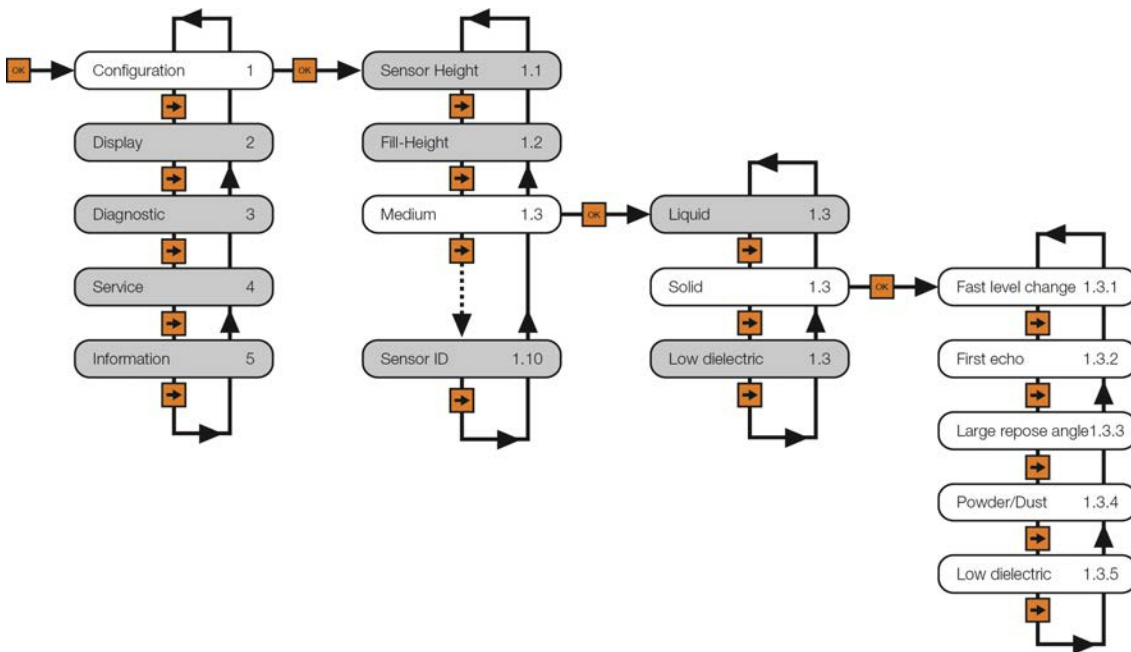 OK
Configuration 1
OK
Display 2
Diagnostic 3
Service 4
Information 5
Sensor Height 1.1
Fill-Height 1.2
Medium 1.3
OK
Sensor ID 1.10
Liquid 1.3
Solid 1.3
OK
Low dielectric 1.3
Fast level change 1.3.1
First echo 1.3.2
Large repose angle1.3.3
Powder/Dust 1.3.4
Low dielectric 1.3.5